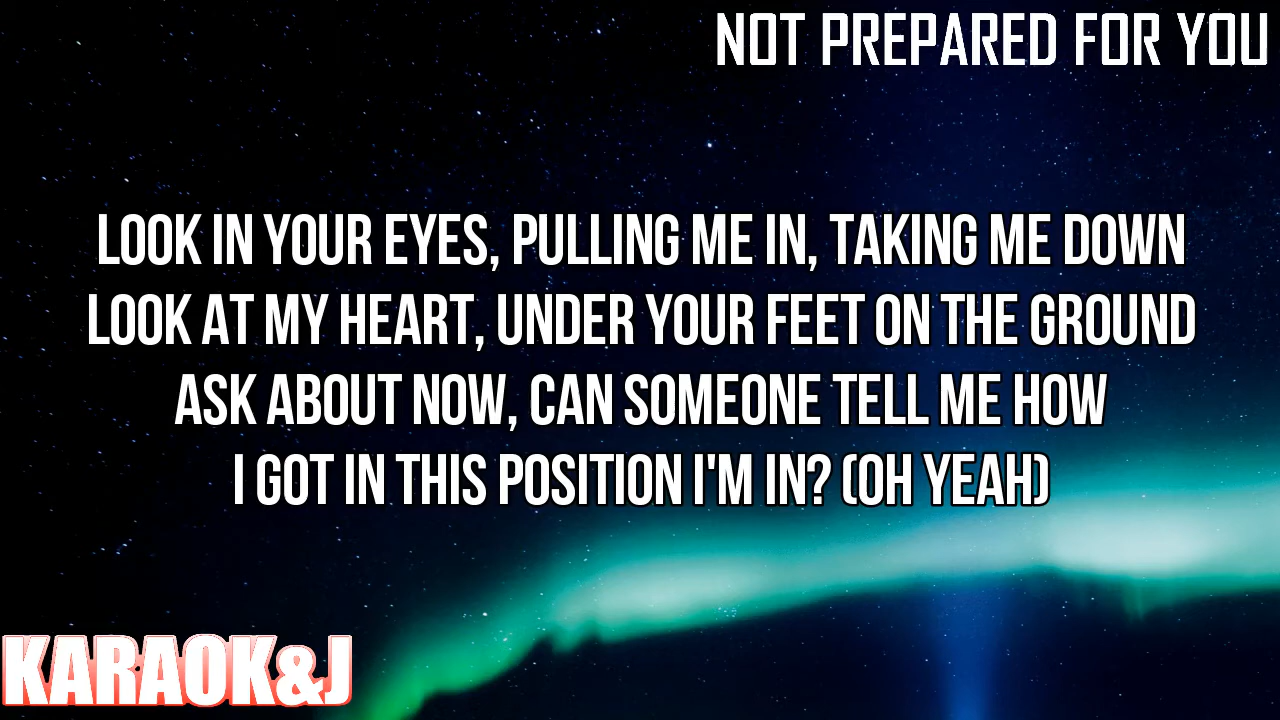 NOT PREPARED FOR YOU
LOOK IN YOUR EYES, PULLING ME IN, TAKING ME DOWN
LOOK AT MY HEART, UNDER YOUR FEET ON THE GROUND
ASK ABOUT NOW, CAN SOMEONE TELL ME HOW
I GOT IN THIS POSITION I'M IN? (OH YEAH)
KARAOK&J